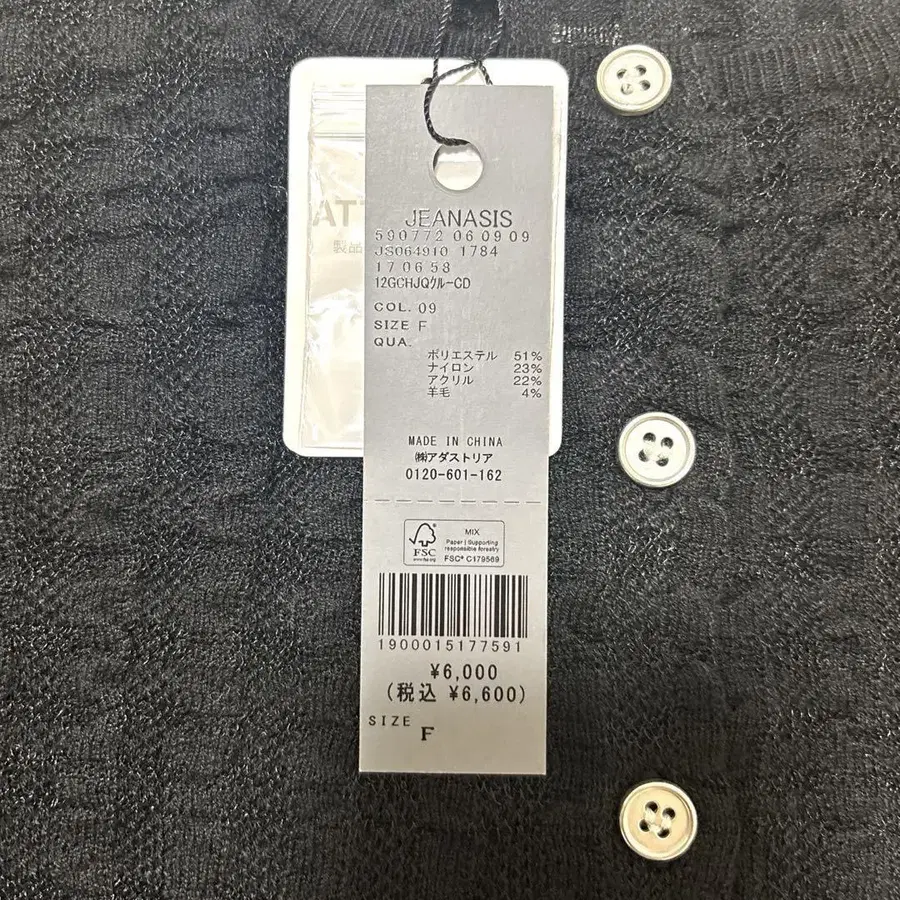 AT
製品
JEANASIS
590772 060909
JS064910 1784
170658
12GCHJQクルーCD
COL. 09
SIZE F
QUA.
ポリエステル 51%
ナイロン 23%
アクリル 22%
羊毛 4%
MADE IN CHINA
㈱アダストリア
0120-601-162
FSC
MIX
Paper | Supporting
responsible forestry
FSC® C179569
1900015177591
¥6,000
(税込 ¥6,600)
SIZE
F